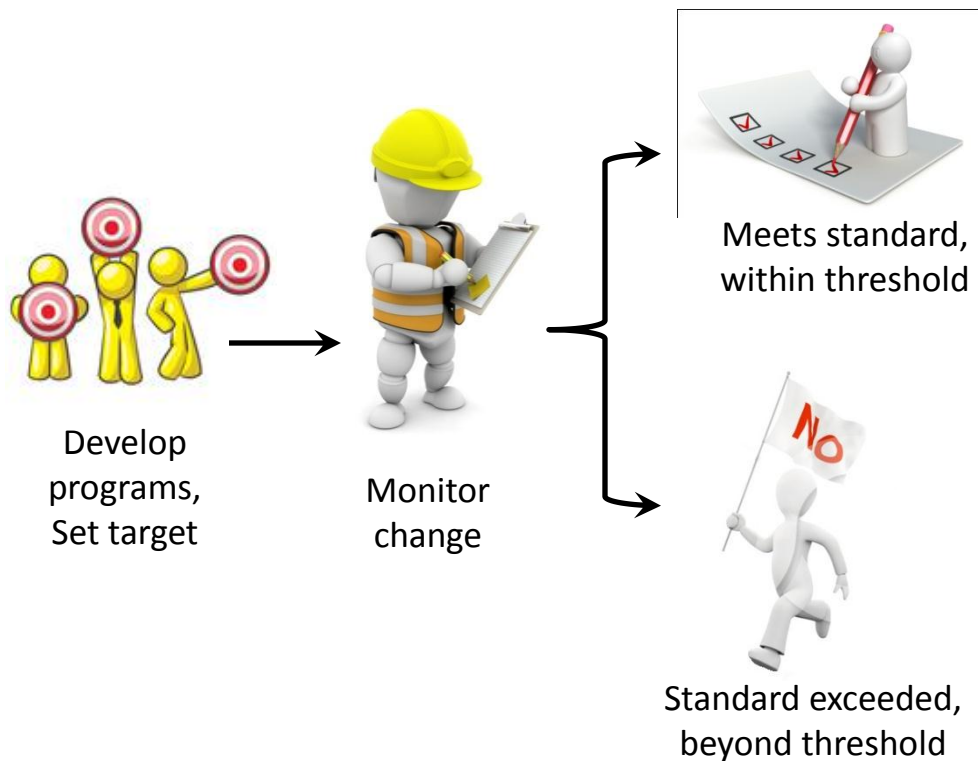 Develop
programs,
Set target
Monitor
change
Meets standard,
within threshold
NO
Standard exceeded,
beyond threshold